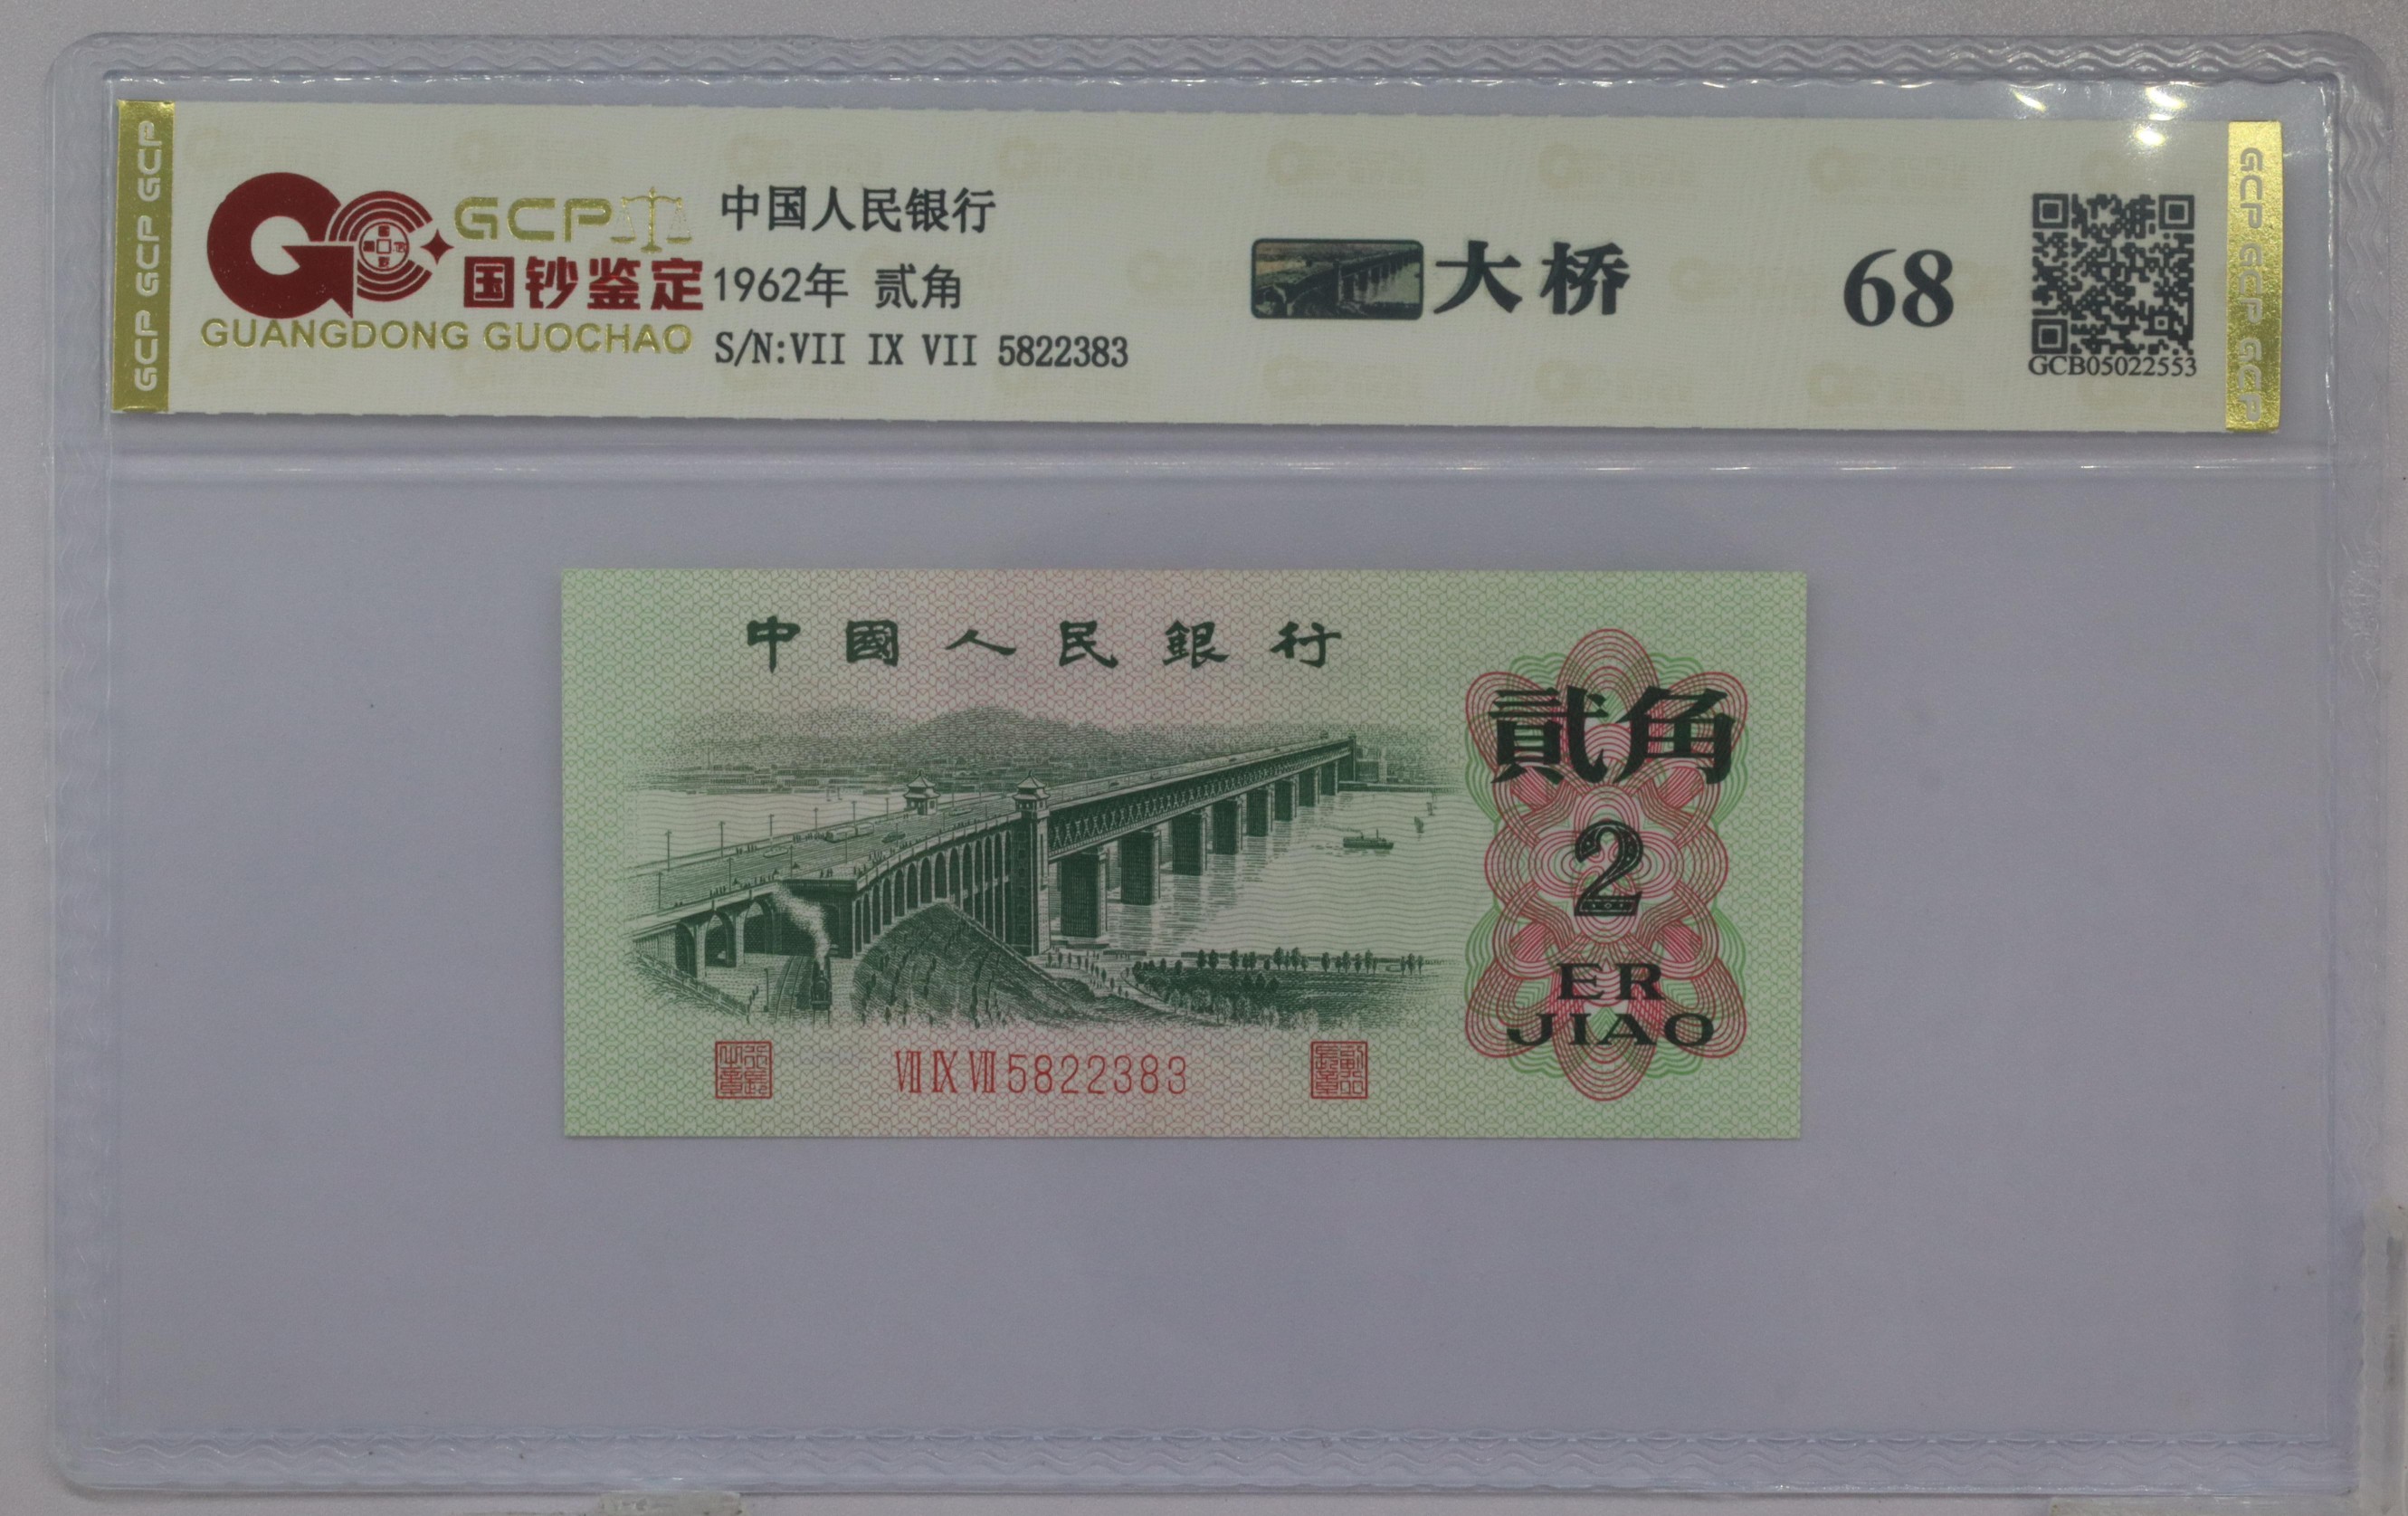 GCP GCP GCP
GCP
国钞鉴定
GUANGDONG GUOCHAO
中国人民银行
1962年 贰角
S/N:VII IX VII 5822383
大桥
68
GCB05022553
GCP GCP GCP
中國人民銀行
貳角
2
ER
JIAO
VII IX VII 5822383